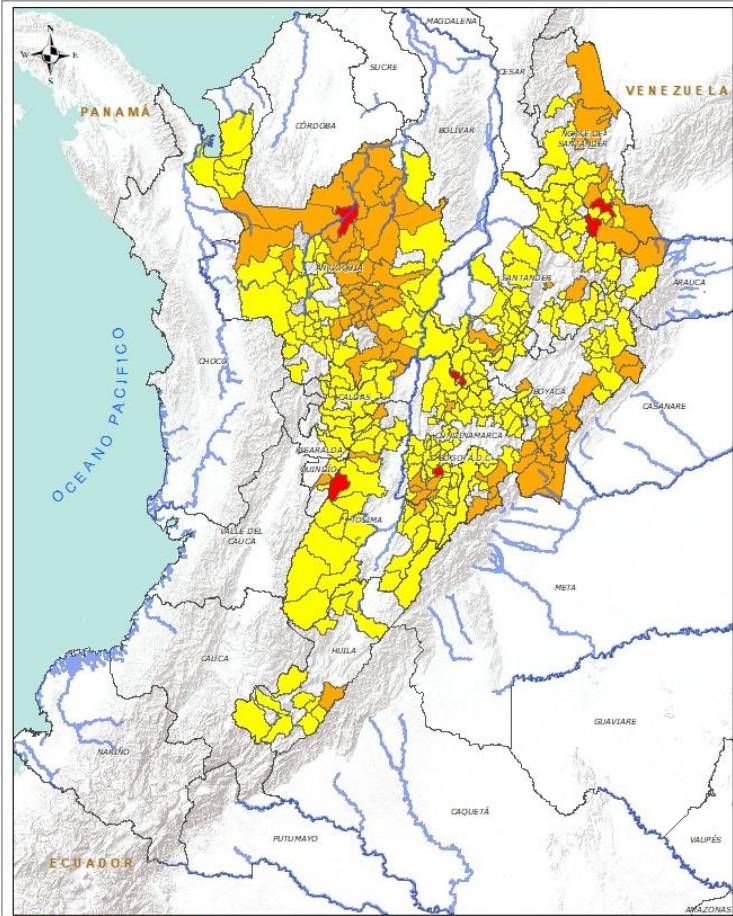 MAGDALENA
N
W E
S
SUCRE
CESAR
VENEZUELA
PANAMÁ
CÓRDOBA
BOLÍVAR
NORTE DE
SANTANDER
ANTIOQUIA
SANTANDER
ARAUCA
CHOCÓ
OCEANO PACIFICO
BOYACÁ
CALDAS
CASANARE
CUNDINAMARCA
RISARALDA
BOGOTÁ, D.C.
QUINDIO
TOLIMA
VALLE DEL
CAUCA
META
HUILA
CAUCA
GUAVIARE
NARIÑO
CAQUETÁ
PUTUMAYO
VAUPÉS
ECUADOR
AMAZONAS